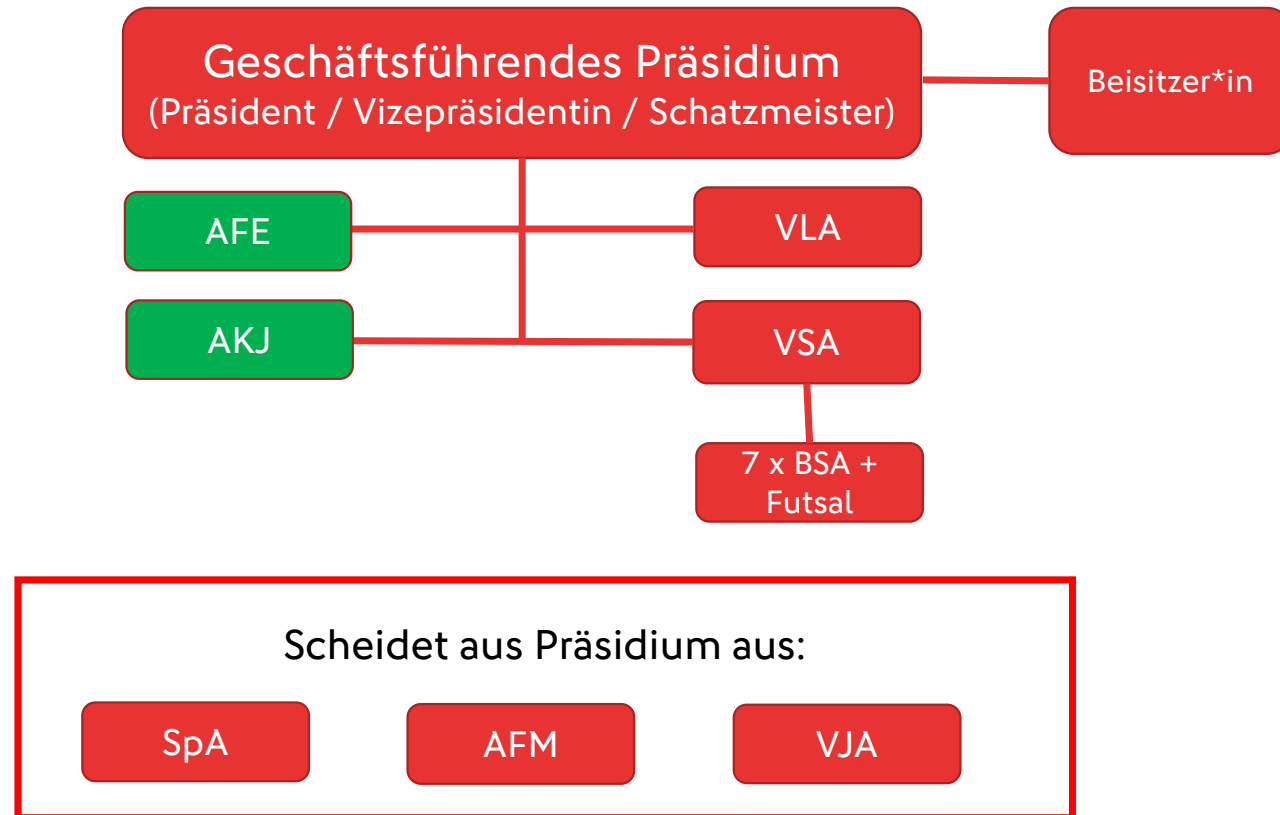 Geschäftsführendes Präsidium
(Präsident / Vizepräsidentin / Schatzmeister)
Beisitzer*in
AFE
VLA
AKJ
VSA
7 x BSA +
Futsal
Scheidet aus Präsidium aus:
SpA
AFM
VJA